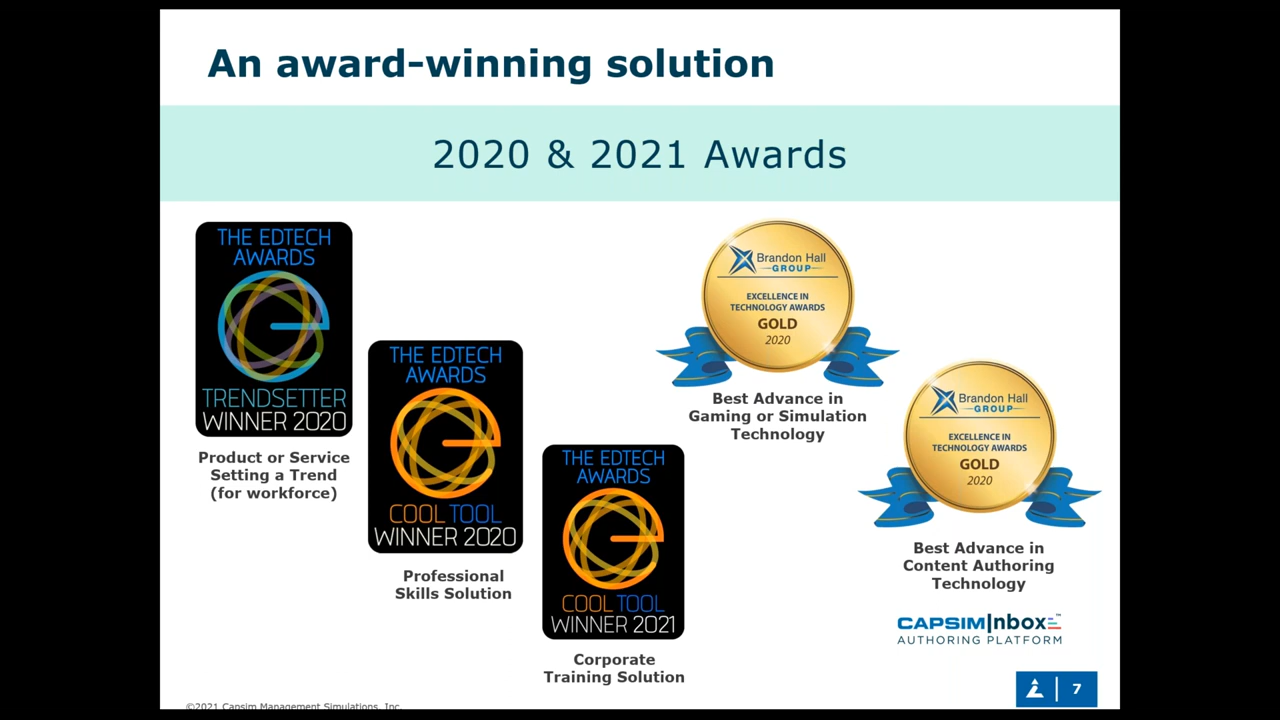 An award-winning solution
2020 & 2021 Awards
THE EDTECH
AWARDS
TRENDSETTER
WINNER 2020
Product or Service
Setting a Trend
(for workforce)
THE EDTECH
AWARDS
COOL TOOL
WINNER 2020
Professional
Skills Solution
THE EDTECH
AWARDS
COOL TOOL
WINNER 2021
Corporate
Training Solution
Brandon Hall
GROUP
EXCELLENCE IN
TECHNOLOGY AWARDS
GOLD
2020
Best Advance in
Gaming or Simulation
Technology
Brandon Hall
GROUP
EXCELLENCE IN
TECHNOLOGY AWARDS
GOLD
2020
Best Advance in
Content Authoring
Technology
CAPSIMInbox™
AUTHORING PLATFORM
©2021 Capsim Management Simulations, Inc.
7